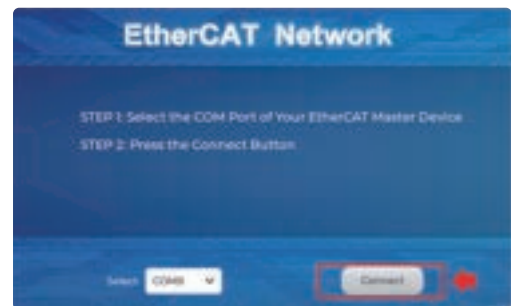 EtherCAT Network
STEP 1: Select the COM Port of Your EtherCAT Master Device
STEP 2: Press the Connect Button
Select COM8 Connect